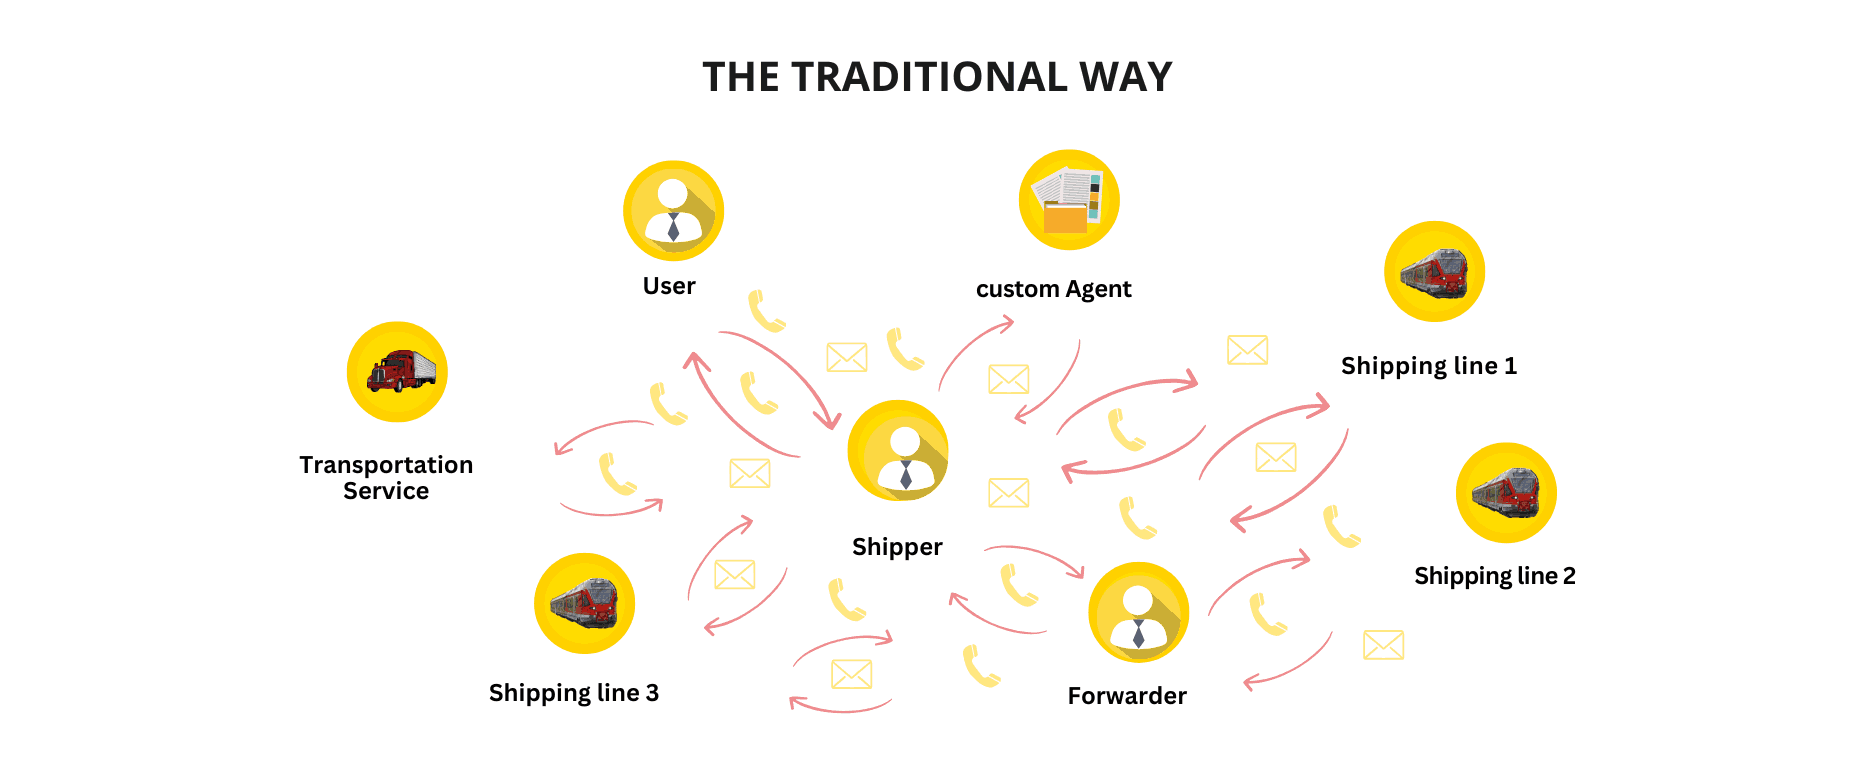 THE TRADITIONAL WAY
User
custom Agent
Shipping line 1
Transportation
Service
Shipper
Shipping line 2
Shipping line 3
Forwarder